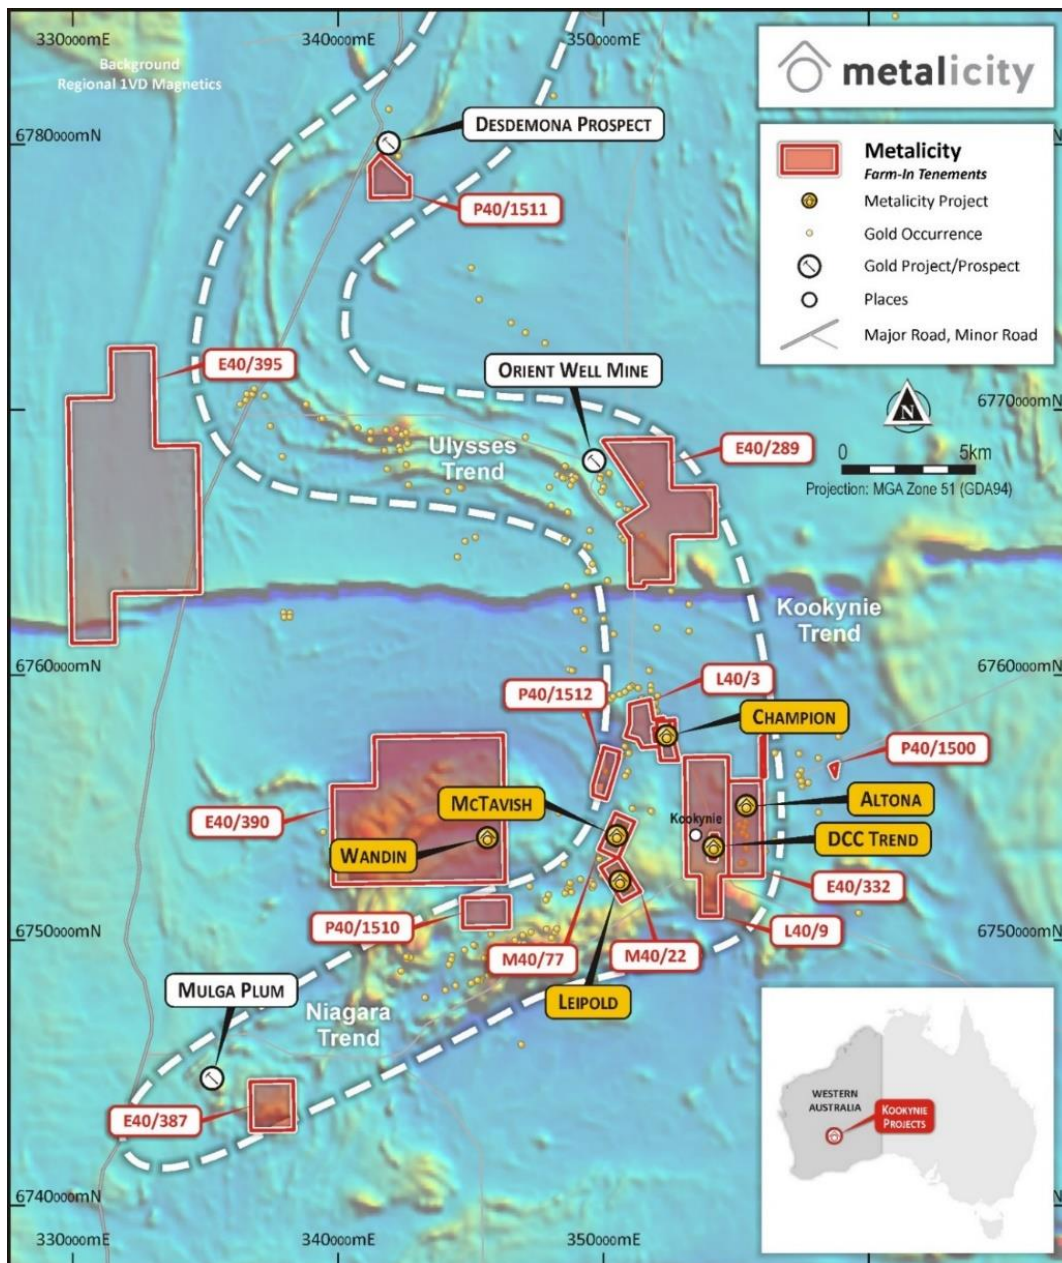 330000mE
340000mE
350000mE
Background
Regional 1VD Magnetics
metalicity
6780000mN
DESDEMONA PROSPECT
P40/1511
Metalicity
Farm-In Tenements
Metalicity Project
Gold Occurrence
Gold Project/Prospect
Places
Major Road, Minor Road
E40/395
ORIENT WELL MINE
6770000mN
N
0
5km
Projection: MGA Zone 51 (GDA94)
Ulysses
Trend
E40/289
Kookynie
Trend
6760000mN
6760000mN
P40/1512
L40/3
CHAMPION
P40/1500
E40/390
MCTAVISH
WANDIN
Kookynie
ALTONA
DCC TREND
E40/332
P40/1510
L40/9
6750000mN
6750000mN
M40/77
M40/22
LEIPOLD
MULGA PLUM
Niagara
Trend
E40/387
WESTERN
AUSTRALIA
KOOKYNIE
PROJECTS
6740000mN
330000mE
340000mE
350000mE